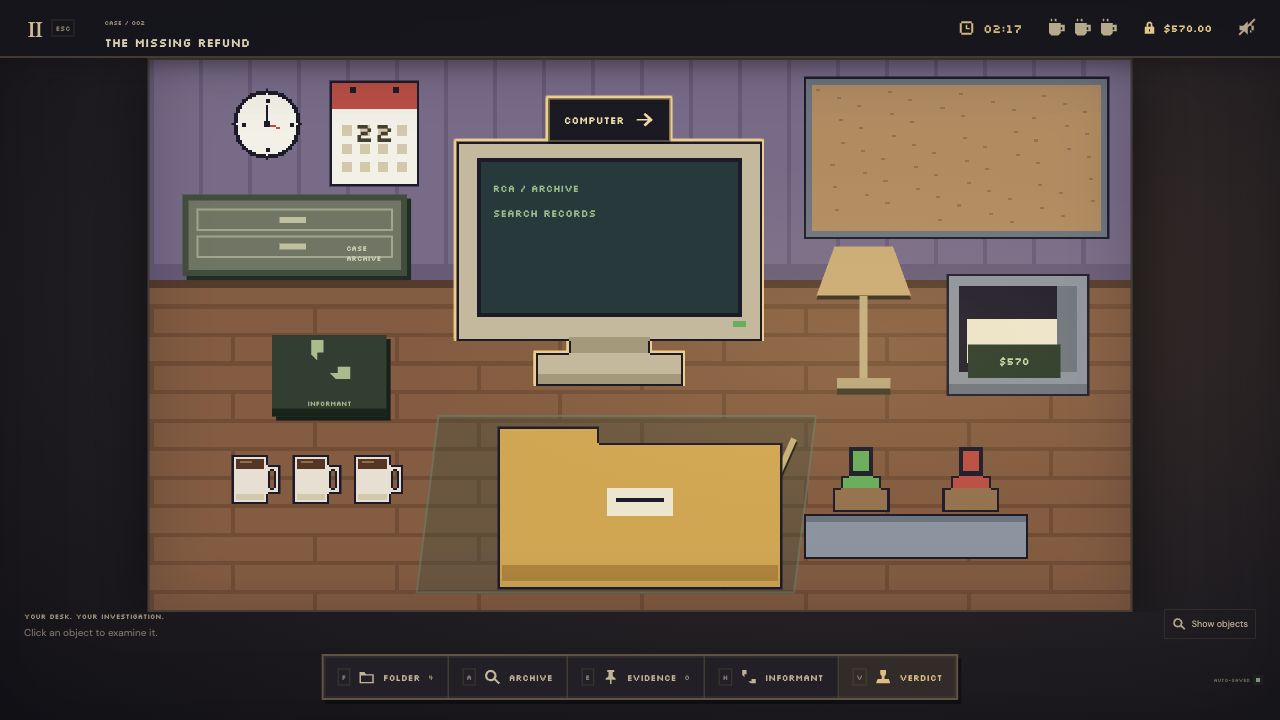 II
ESC
CASE / 002
THE MISSING REFUND
02:17
$570.00
22
COMPUTER →
RCA / ARCHIVE
SEARCH RECORDS
CASE
ARCHIVE
$570
INFORMANT
YOUR DESK. YOUR INVESTIGATION.
Click an object to examine it.
Show objects
F FOLDER 4
A ARCHIVE
E EVIDENCE 0
H INFORMANT
V VERDICT
AUTO-SAVED